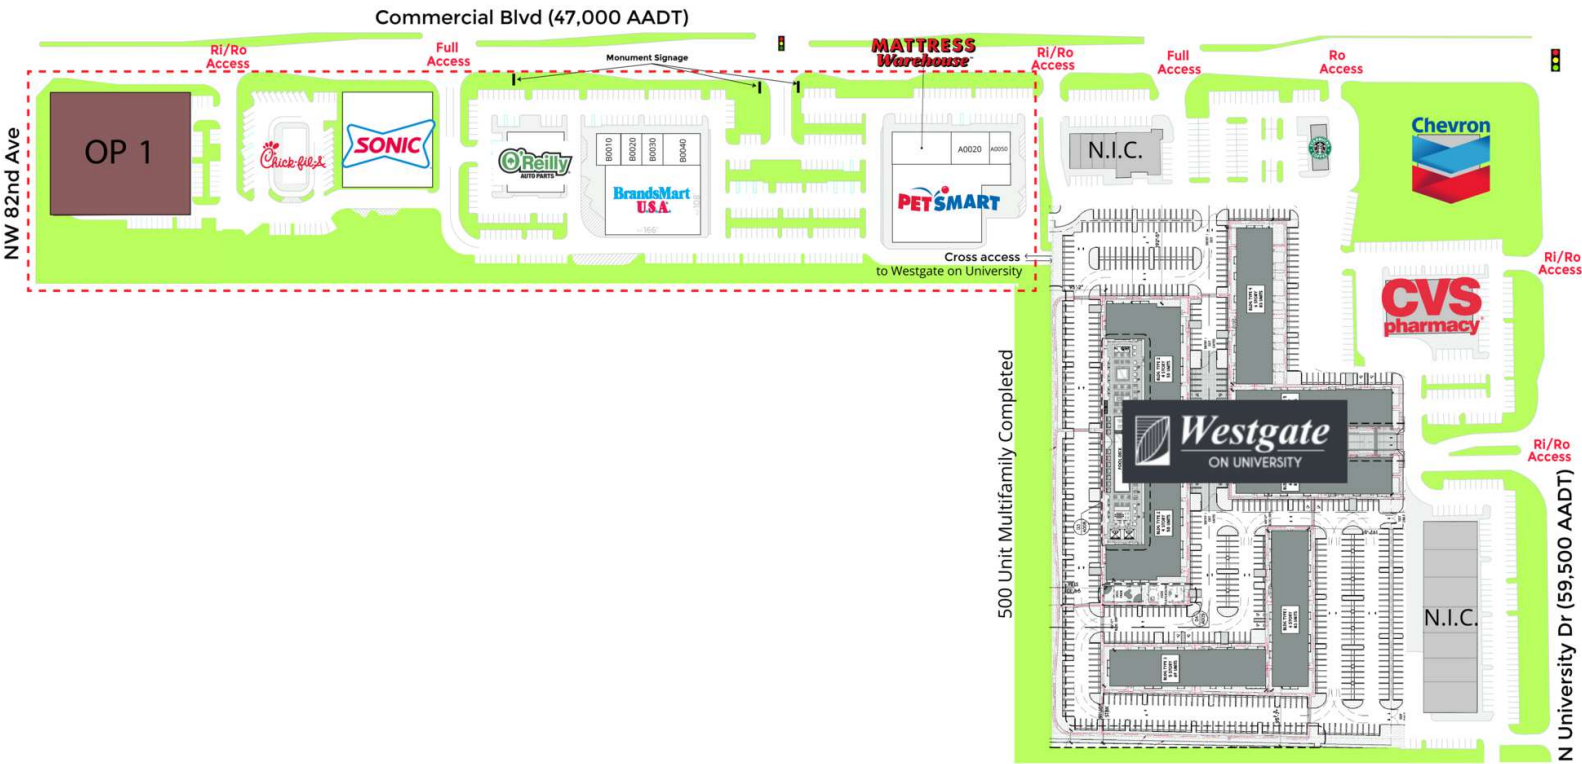 Commercial Blvd (47,000 AADT)
Ri/Ro
Access
Full
Access
Monument Signage
MATTRESS
Warehouse
Ri/Ro
Access
Full
Access
Ro
Access
NW 82nd Ave
OP 1
Chick-fil-A
SONIC
O'Reilly
AUTO PARTS
B0010
B0020
B0030
B0040
BrandsMart
U.S.A.
166'
A0020
A0050
PETSMART
N.I.C.
Chevron
Cross access
to Westgate on University
Ri/Ro
Access
CVS
pharmacy
500 Unit Multifamily Completed
Westgate
ON UNIVERSITY
Ri/Ro
Access
N.I.C.
N University Dr (59,500 AADT)